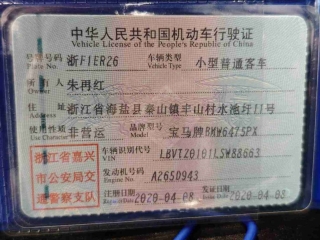 中华人民共和国机动车行驶证
Vehicle License of the People's Republic of China
号牌号码 浙F1ER26 车辆类型 小型普通客车
Plate No. Vehicle Type
所有人 朱再红
Owner
住址 浙江省海盐县秦山镇丰山村水池圩11号
Address
使用性质 非营运 品牌型号 宝马牌BMW6475PX
Use Character Model
浙江省嘉兴 车辆识别代号 LBVTZ0101LSW88663
VIN
市公安局交 发动机号码 A2650943
Engine No.
通警察支队 注册日期 2020-04-08 发证日期 2020-04-08
Register Date Issue Date